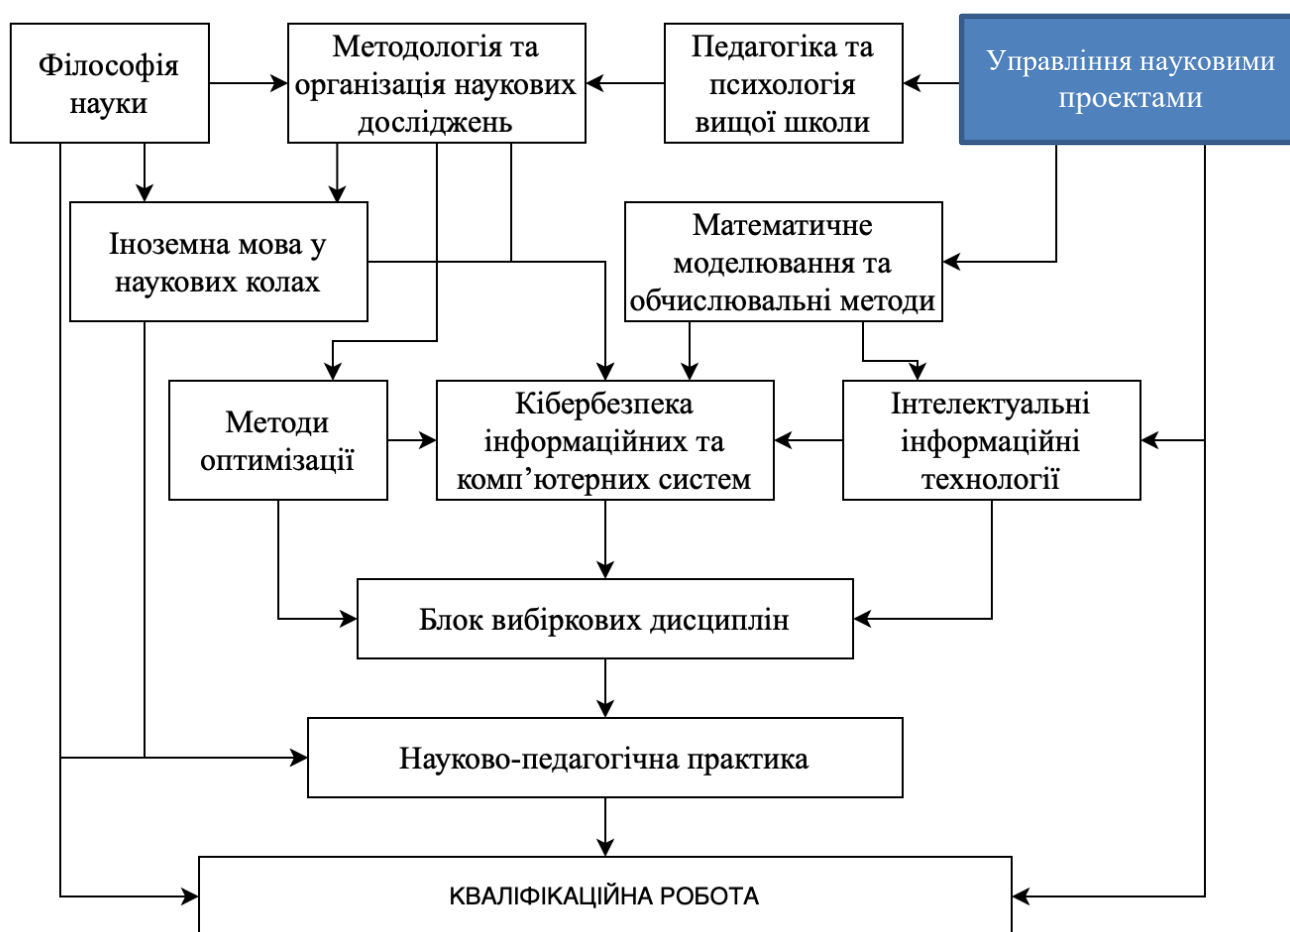 Філософія
науки
Методологія та
організація наукових
досліджень
Педагогіка та
психологія
вищої школи
Управління науковими
проектами
Іноземна мова у
наукових колах
Математичне
моделювання та
обчислювальні методи
Методи
оптимізації
Кібербезпека
інформаційних та
комп’ютерних систем
Інтелектуальні
інформаційні
технології
Блок вибіркових дисциплін
Науково-педагогічна практика
КВАЛІФІКАЦІЙНА РОБОТА